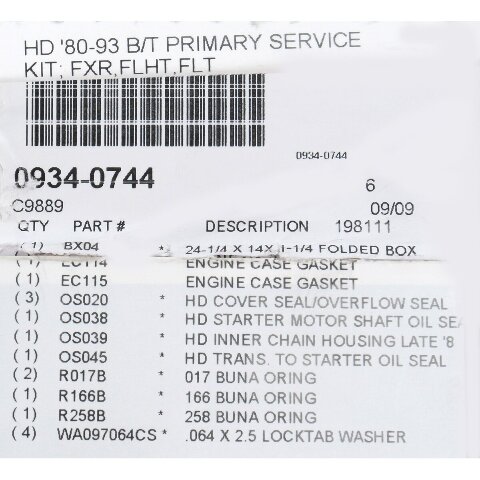 HD '80-93 B/T PRIMARY SERVICE
KIT; FXR,FLHT,FLT
0934-0744
0934-0744
6
C9889 09/09
QTY PART # DESCRIPTION 198111
(1) BX04 * 24-1/4 X 14X 1-1/4 FOLDED BOX
(1) EC114 ENGINE CASE GASKET
(1) EC115 ENGINE CASE GASKET
(3) OS020 * HD COVER SEAL/OVERFLOW SEAL
(1) OS038 * HD STARTER MOTOR SHAFT OIL SEA
(1) OS039 * HD INNER CHAIN HOUSING LATE '8
(1) OS045 * HD TRANS. TO STARTER OIL SEAL
(2) R017B * 017 BUNA ORING
(1) R166B * 166 BUNA ORING
(1) R258B * 258 BUNA ORING
(4) WA097064CS * .064 X 2.5 LOCKTAB WASHER